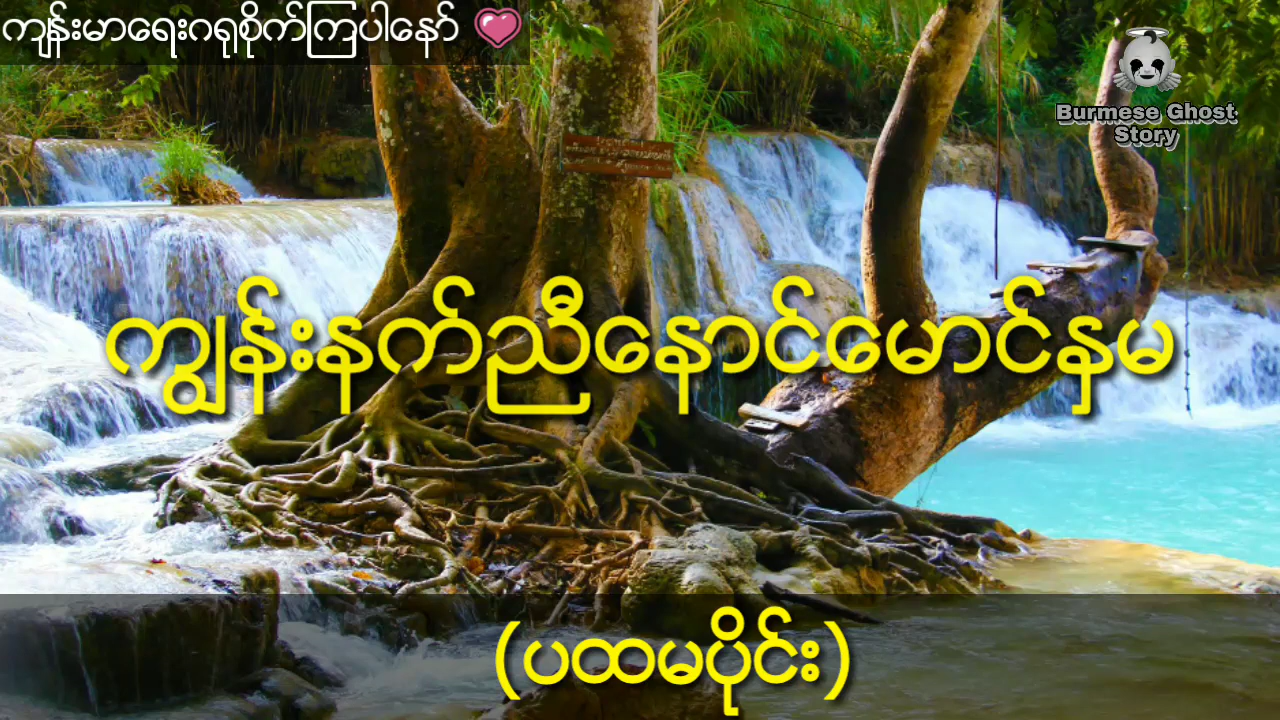 ကျန်းမာရေးဂရုစိုက်ကြပါနော် 💗
Burmese Ghost
Story
ကျွန်းနက်ညီနောင်မောင်နှမ
(ပထမပိုင်း)